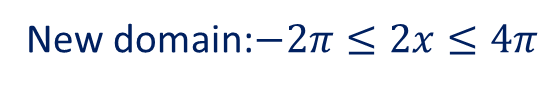 New domain:−2𝜋 ≤ 2𝑥 ≤ 4𝜋